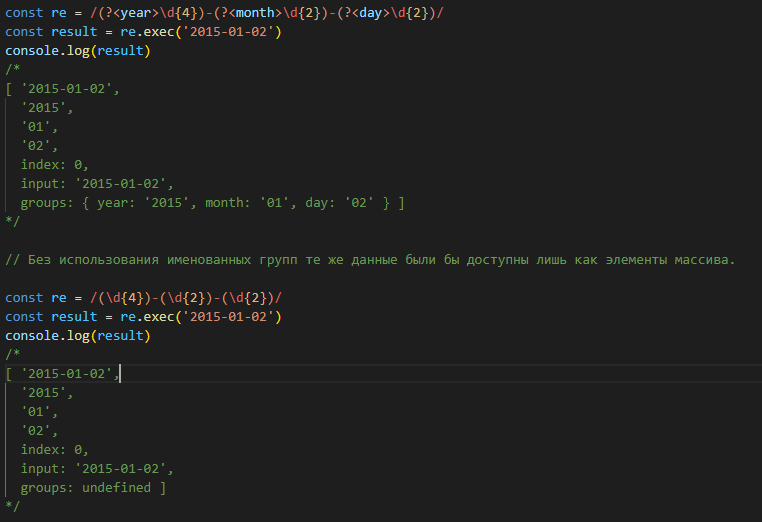 const re = /(?<year>\d{4})-(?<month>\d{2})-(?<day>\d{2})/
const result = re.exec('2015-01-02')
console.log(result)
/*
[ '2015-01-02',
  '2015',
  '01',
  '02',
  index: 0,
  input: '2015-01-02',
  groups: { year: '2015', month: '01', day: '02' } ]
*/
// Без использования именованных групп те же данные были бы доступны лишь как элементы массива.
const re = /(\d{4})-(\d{2})-(\d{2})/
const result = re.exec('2015-01-02')
console.log(result)
/*
[ '2015-01-02',
  '2015',
  '01',
  '02',
  index: 0,
  input: '2015-01-02',
  groups: undefined ]
*/